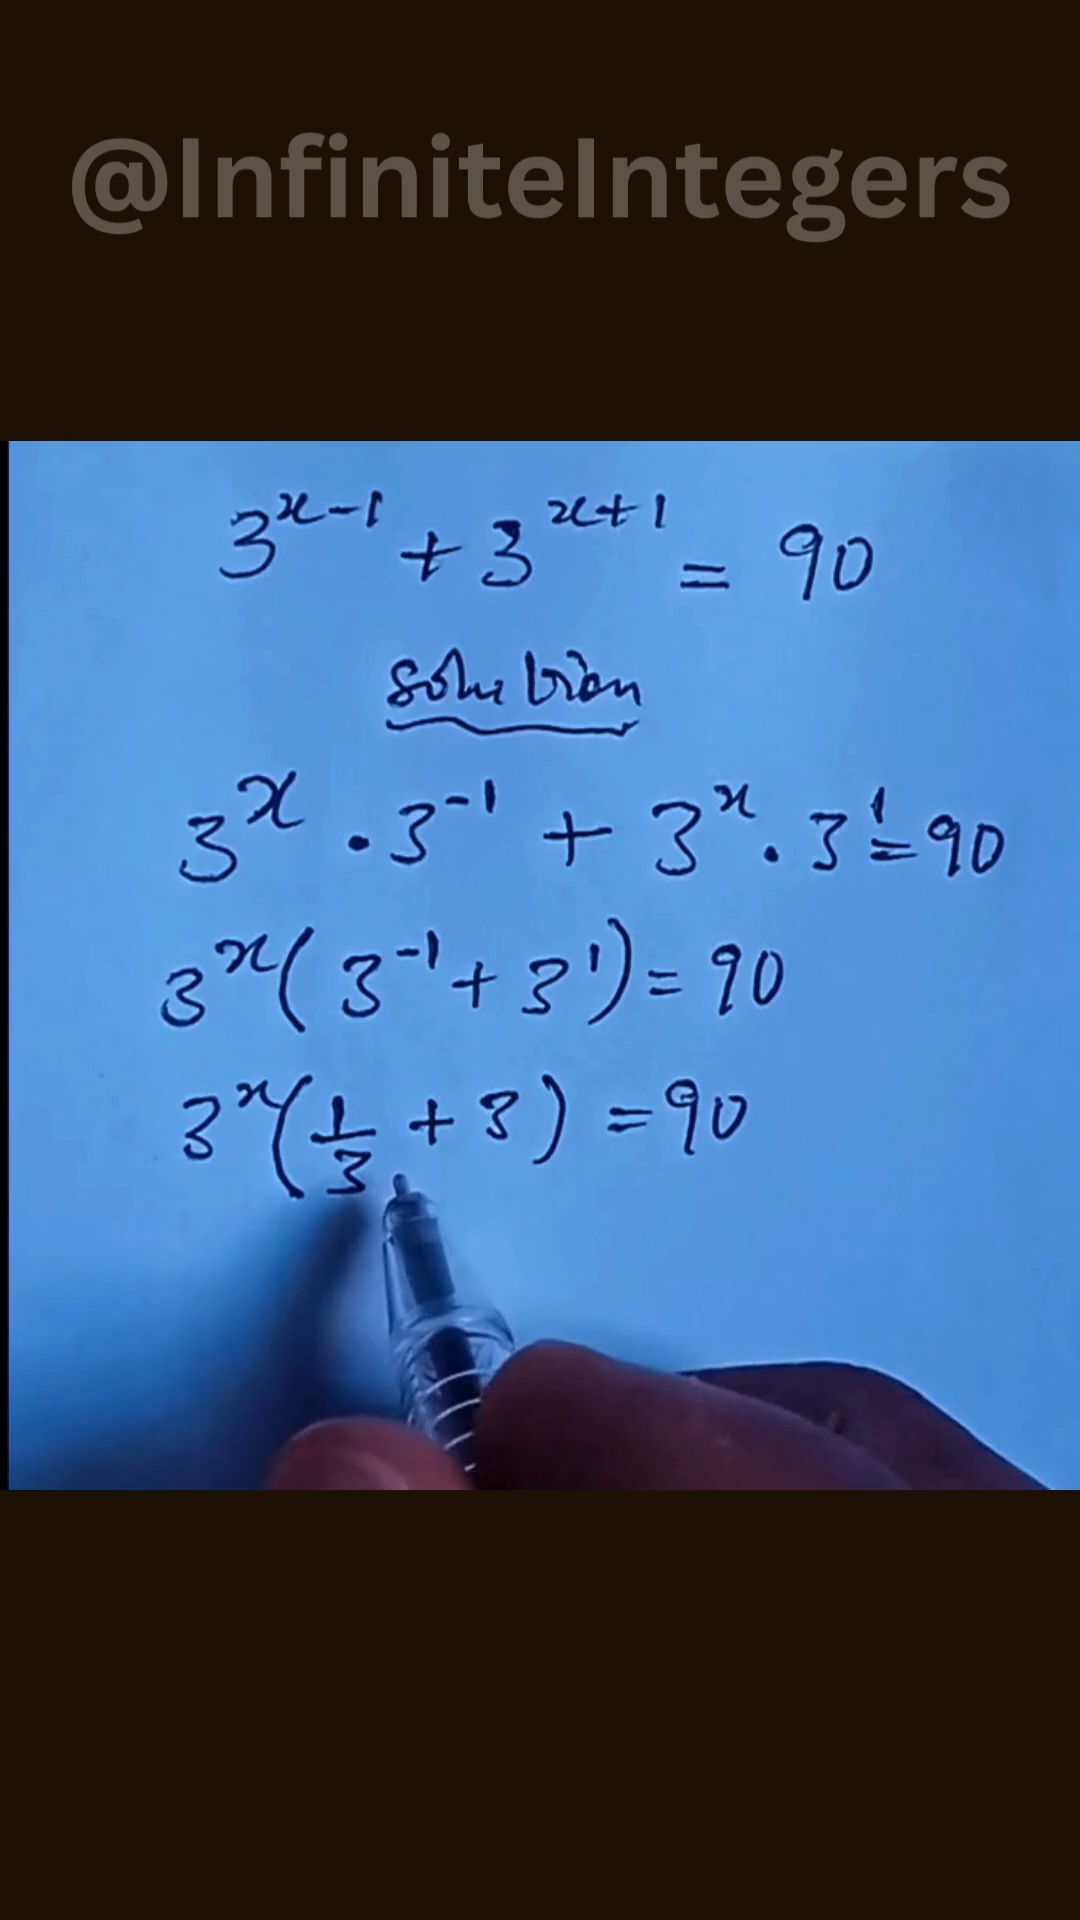 @InfiniteIntegers
3^{x-1} + 3^{x+1} = 90
solution
3^x · 3^{-1} + 3^x · 3^1 = 90
3^x ( 3^{-1} + 3^1 ) = 90
3^x ( 1/3 + 3 ) = 90